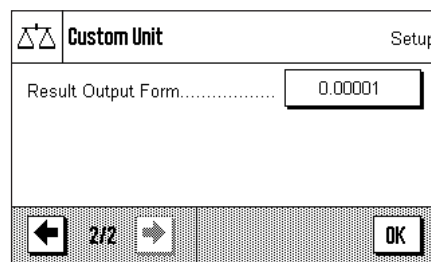 Custom Unit Setup
Result Output Form.................. 0.00001
2/2 OK